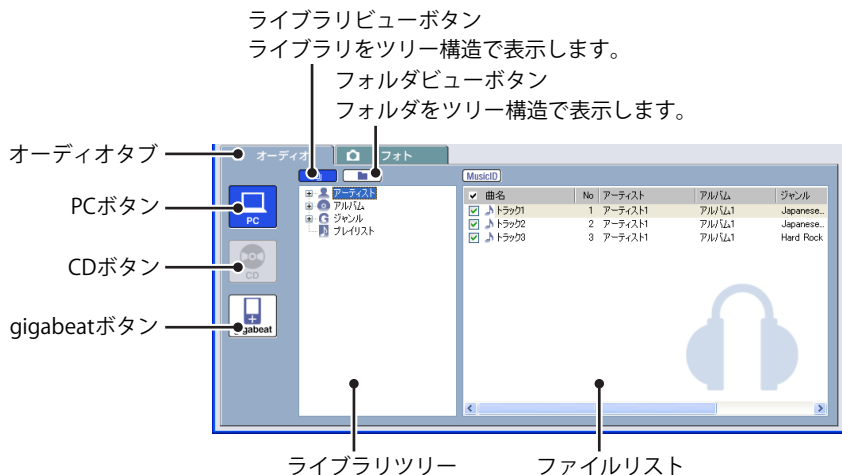 ライブラリビューボタン
ライブラリをツリー構造で表示します。
フォルダビューボタン
フォルダをツリー構造で表示します。
オーディオタブ
オーディオ
フォト
MusicID
PCボタン
PC
CDボタン
CD
gigabeatボタン
gigabeat
アーティスト
アルバム
G ジャンル
プレイリスト
曲名 No アーティスト アルバム ジャンル
トラック1 1 アーティスト1 アルバム1 Japanese...
トラック2 2 アーティスト1 アルバム1 Japanese...
トラック3 3 アーティスト1 アルバム1 Hard Rock
ライブラリツリー
ファイルリスト